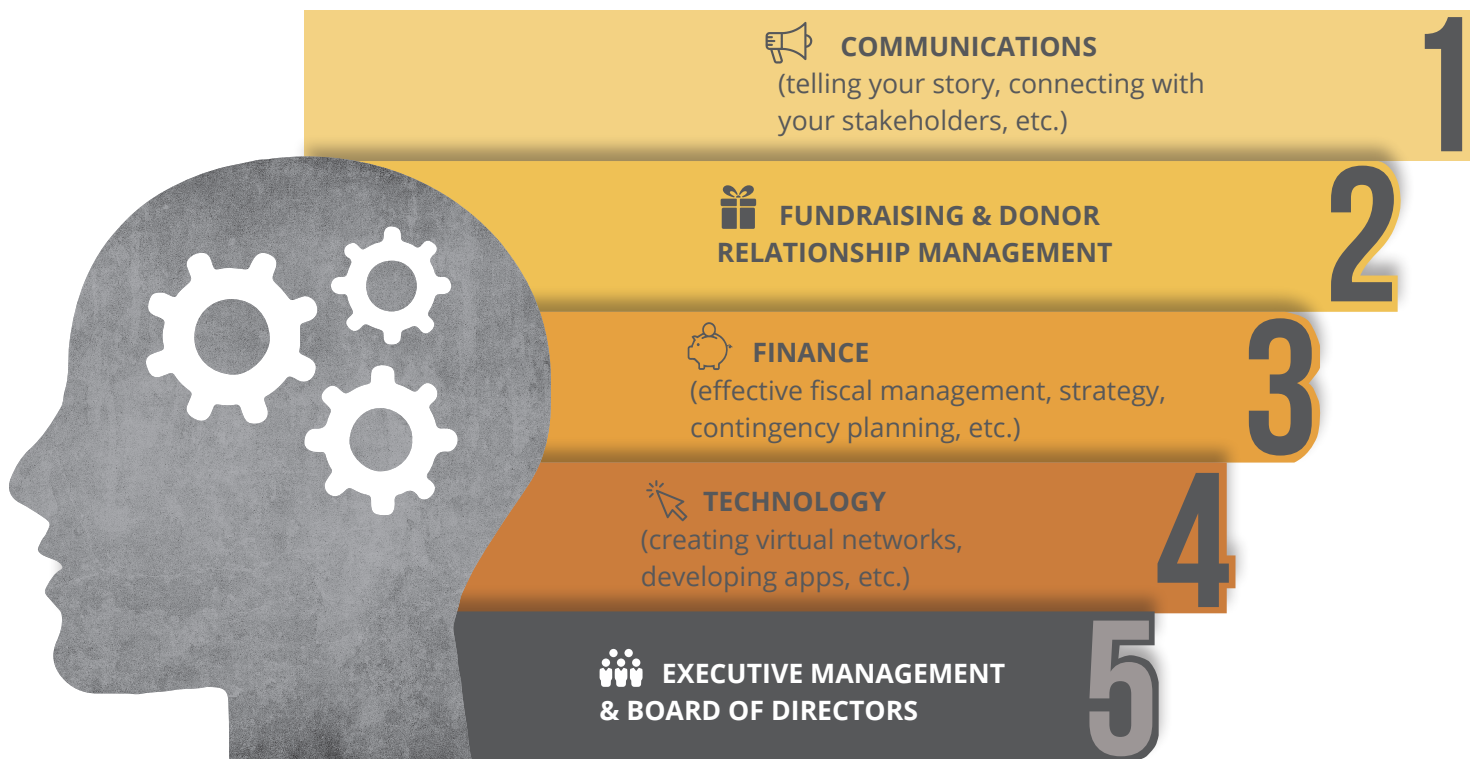 COMMUNICATIONS
(telling your story, connecting with
your stakeholders, etc.)
1
FUNDRAISING & DONOR
RELATIONSHIP MANAGEMENT
2
FINANCE
(effective fiscal management, strategy,
contingency planning, etc.)
3
TECHNOLOGY
(creating virtual networks,
developing apps, etc.)
4
EXECUTIVE MANAGEMENT
& BOARD OF DIRECTORS
5